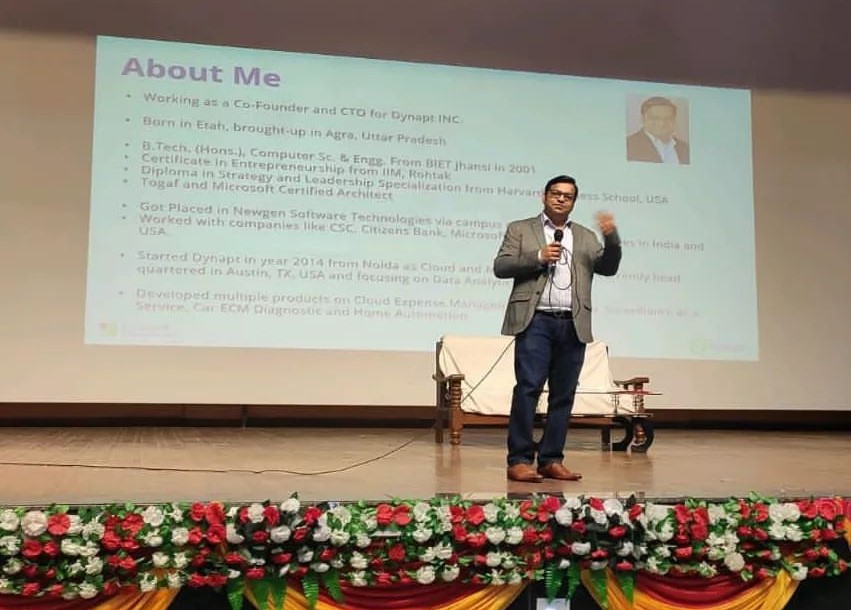 About Me
• Working as a Co-Founder and CTO for Dynapt INC.
• Born in Etah, brought-up in Agra, Uttar Pradesh
• B.Tech, (Hons.), Computer Sc. & Engg. From BIET Jhansi in 2001
• Certificate in Entrepreneurship from IIM, Rohtak
• Diploma in Strategy and Leadership Specialization from Harvard ess School, USA
• Togaf and Microsoft Certified Architect
• Got Placed in Newgen Software Technologies via campus
• Worked with companies like CSC, Citizens Bank, Microsoft in India and
USA.
• Started Dynapt in year 2014 from Noida as Cloud and head
quartered in Austin, TX, USA and focusing on Data
• Developed multiple products on Cloud Expense
Service, Car ECM Diagnostic and Home Automation